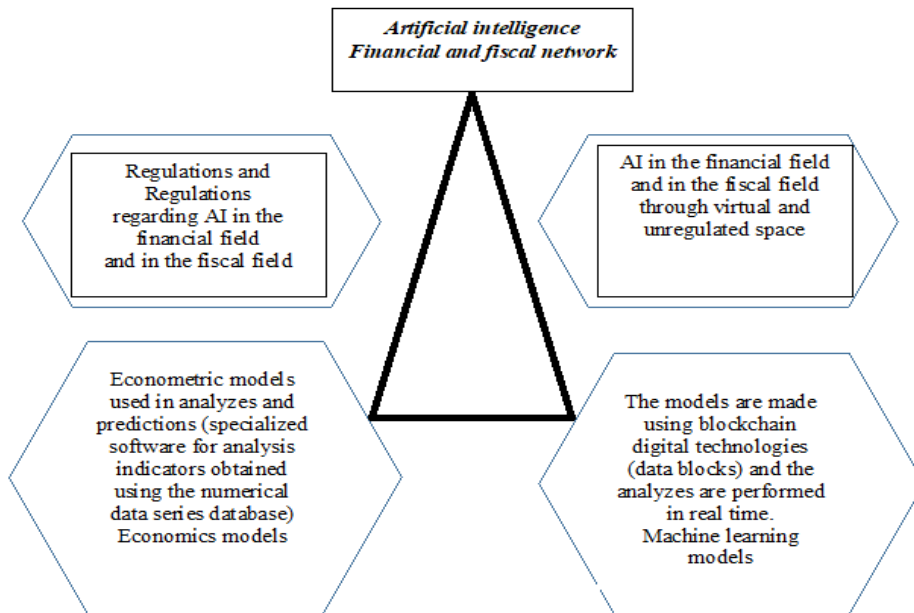 Artificial intelligence
Financial and fiscal network
Regulations and
Regulations
regarding AI in the
financial field
and in the fiscal field
AI in the financial field
and in the fiscal field
through virtual and
unregulated space
Econometric models
used in analyzes and
predictions (specialized
software for analysis
indicators obtained
using the numerical
data series database)
Economics models
The models are made
using blockchain
digital technologies
(data blocks) and the
analyzes are performed
in real time.
Machine learning
models